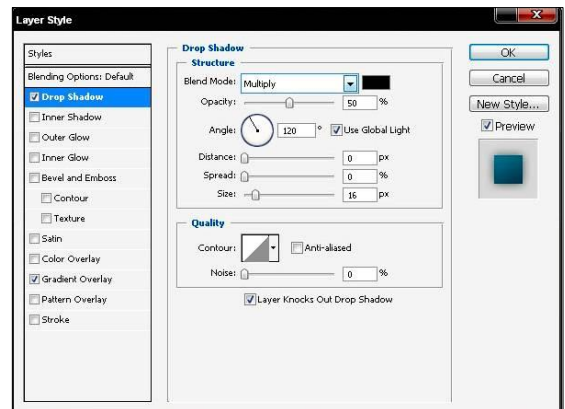 Layer Style
Styles
Blending Options: Default
Drop Shadow
Inner Shadow
Outer Glow
Inner Glow
Bevel and Emboss
Contour
Texture
Satin
Color Overlay
Gradient Overlay
Pattern Overlay
Stroke
Drop Shadow
Structure
Blend Mode: Multiply
Opacity: 50 %
Angle: 120 ° Use Global Light
Distance: 0 px
Spread: 0 %
Size: 16 px
Quality
Contour: Anti-aliased
Noise: 0 %
Layer Knocks Out Drop Shadow
OK
Cancel
New Style...
Preview